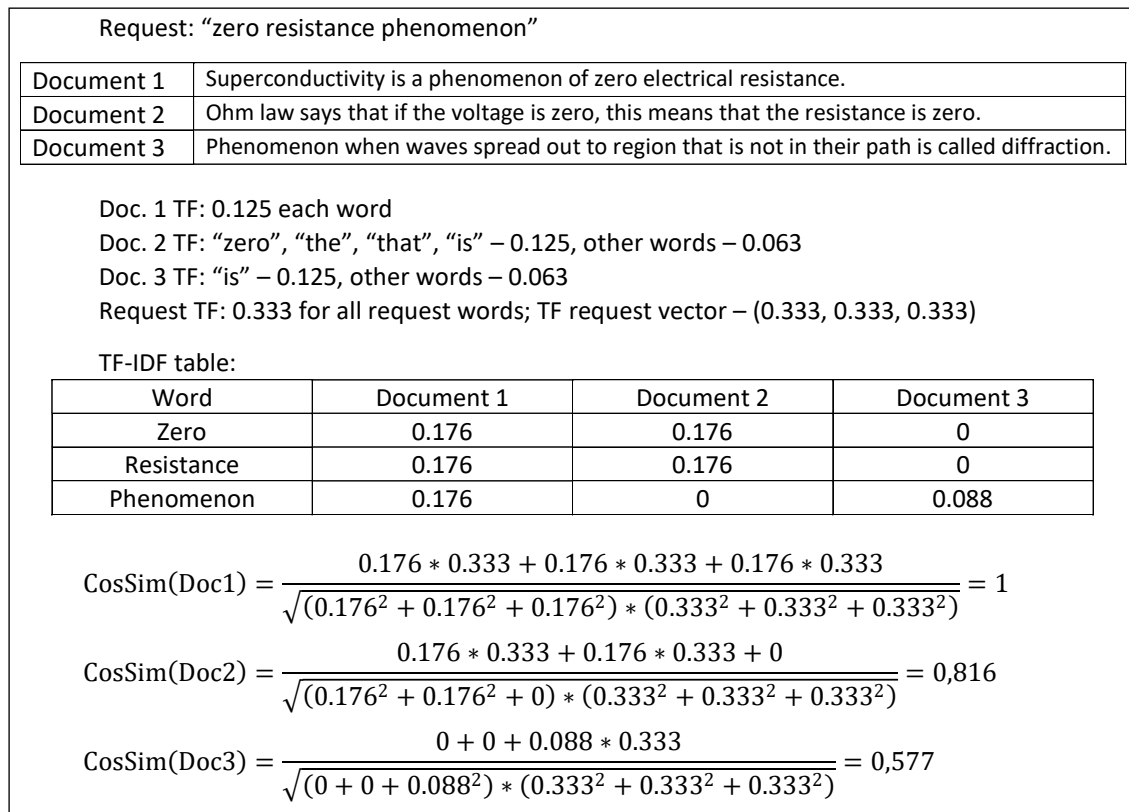 Request: “zero resistance phenomenon”
Document 1 Superconductivity is a phenomenon of zero electrical resistance.
Document 2 Ohm law says that if the voltage is zero, this means that the resistance is zero.
Document 3 Phenomenon when waves spread out to region that is not in their path is called diffraction.
Doc. 1 TF: 0.125 each word
Doc. 2 TF: “zero”, “the”, “that”, “is” – 0.125, other words – 0.063
Doc. 3 TF: “is” – 0.125, other words – 0.063
Request TF: 0.333 for all request words; TF request vector – (0.333, 0.333, 0.333)
TF-IDF table:
Word Document 1 Document 2 Document 3
Zero 0.176 0.176 0
Resistance 0.176 0.176 0
Phenomenon 0.176 0 0.088
0.176 * 0.333 + 0.176 * 0.333 + 0.176 * 0.333
CosSim(Doc1) = = 1
√(0.176² + 0.176² + 0.176²) * (0.333² + 0.333² + 0.333²)
0.176 * 0.333 + 0.176 * 0.333 + 0
CosSim(Doc2) = = 0,816
√(0.176² + 0.176² + 0) * (0.333² + 0.333² + 0.333²)
0 + 0 + 0.088 * 0.333
CosSim(Doc3) = = 0,577
√(0 + 0 + 0.088²) * (0.333² + 0.333² + 0.333²)